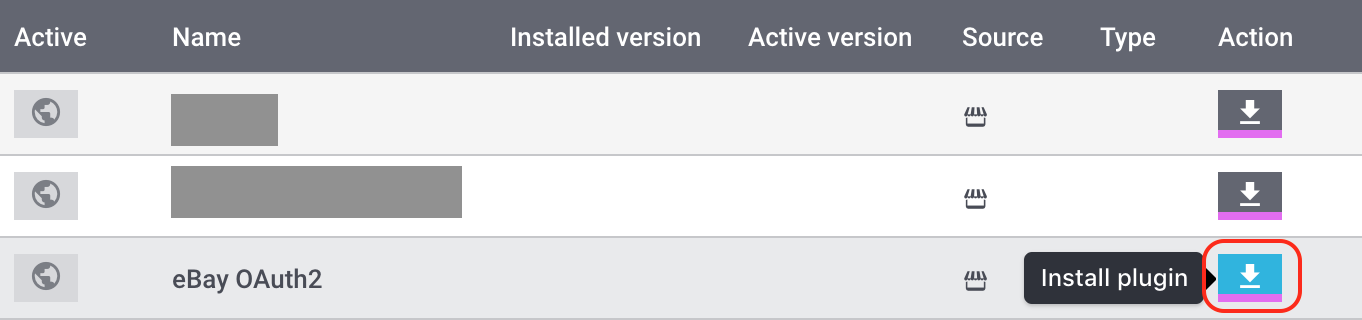 Active Name Installed version Active version Source Type Action
eBay OAuth2 Install plugin